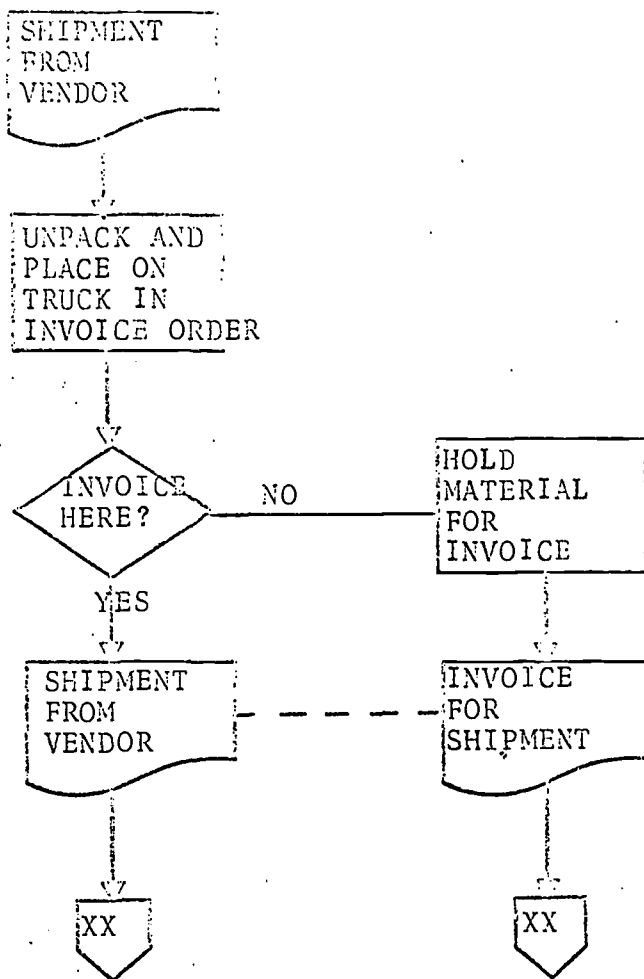 SHIPMENT
FROM
VENDOR
UNPACK AND
PLACE ON
TRUCK IN
INVOICE ORDER
INVOICE
HERE?
NO
HOLD
MATERIAL
FOR
INVOICE
YES
SHIPMENT
FROM
VENDOR
INVOICE
FOR
SHIPMENT
XX
XX